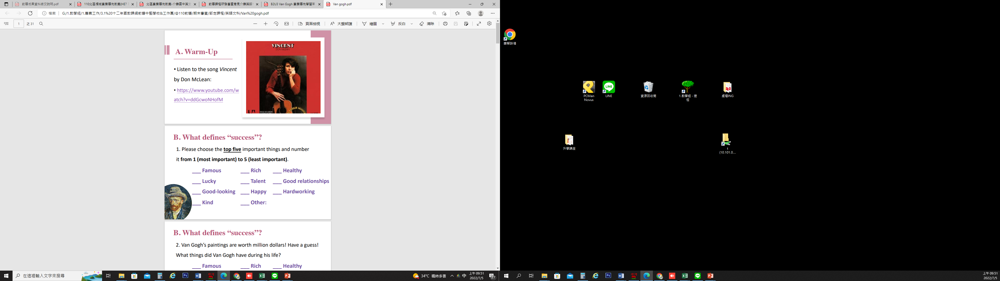 前導成果資料繳交說明.pdf
110北區領域素養導向教案(HE7
北區素養導向教案-介壽國中英文
前導課程研發審查意見介壽英語
B2U3 Van Gogh 素養導向學習單
Van gogh.pdf
檔案
G:/1.教學組/1.專案工作/3.1%20十二年國教課綱前導中堅學校&工作圈/@110前導/期末審查/部定課程/英語文科/Van%20gogh.pdf
1 之 31
頁面檢視
大聲朗讀
繪圖
反白
清除
A. Warm-Up
• Listen to the song Vincent
by Don McLean:
• https://www.youtube.com/w
atch?v=ddGcwoNHofM
VINCENT
DON McLEAN
B. What defines “success”?
1. Please choose the top five important things and number
it from 1 (most important) to 5 (least important).
___ Famous ___ Rich ___ Healthy
___ Lucky ___ Talent ___ Good relationships
___ Good-looking ___ Happy ___ Hardworking
___ Kind ___ Other:
B. What defines “success”?
2. Van Gogh’s paintings are worth million dollars! Have a guess!
What things did Van Gogh have during his life?
___ Famous ___ Rich ___ Healthy
在這裡輸入文字來搜尋
34°C 晴時多雲
中
上午 09:51
2022/7/5
27
瞭解詳情
PCMan
Novus
LINE
資源回收筒
1.教學組 - 捷
徑
處理ING
升學講座
t
(10.101.0....
上午 09:51
2022/7/5